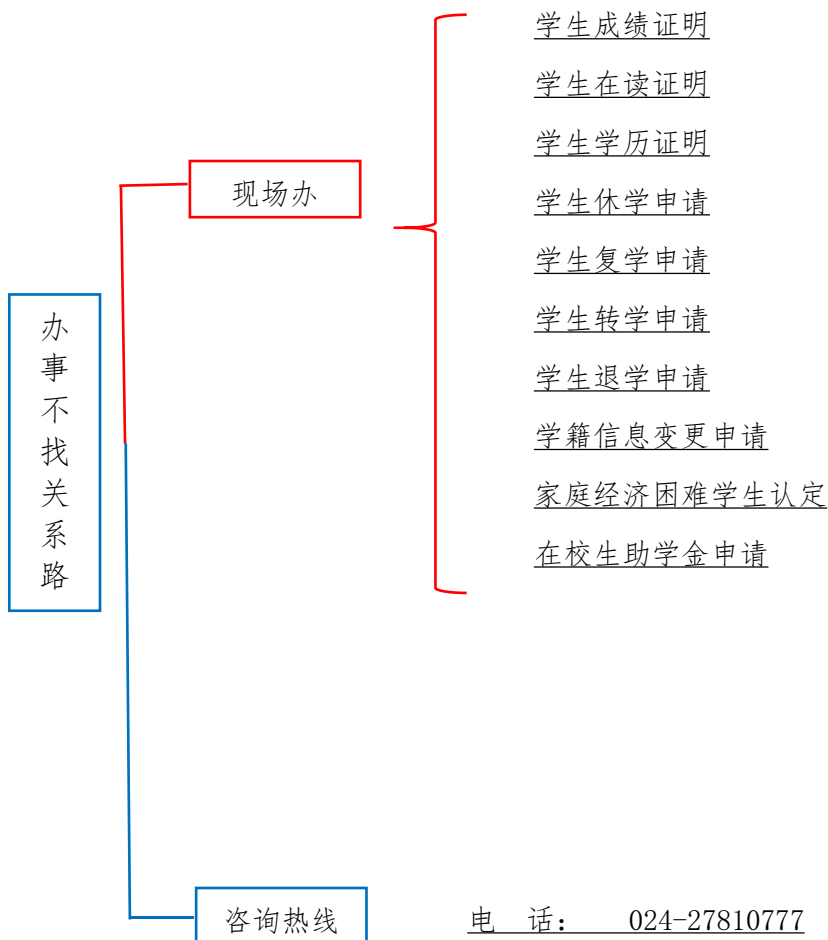 办事不找关系路
现场办
学生成绩证明
学生在读证明
学生学历证明
学生休学申请
学生复学申请
学生转学申请
学生退学申请
学籍信息变更申请
家庭经济困难学生认定
在校生助学金申请
咨询热线
电 话： 024-27810777